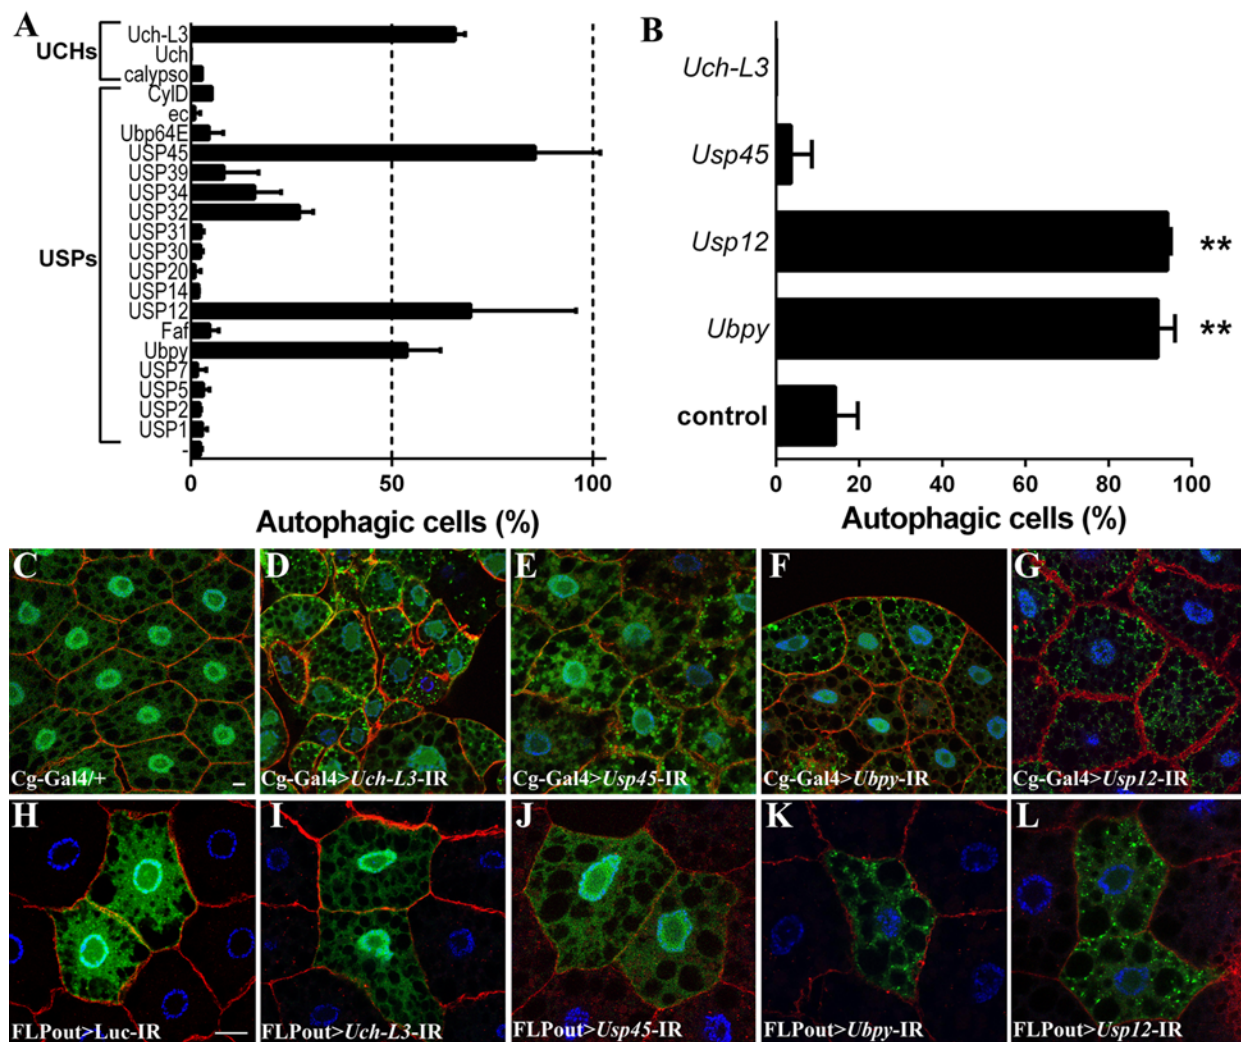 A
UCHs
Uch-L3
Uch
calypso
USPs
CylD
ec
Ubp64E
USP45
USP39
USP34
USP32
USP31
USP30
USP20
USP14
USP12
Faf
Ubpy
USP7
USP5
USP2
USP1
-
0 50 100
Autophagic cells (%)
B
Uch-L3
Usp45
Usp12 **
Ubpy **
control
0 20 40 60 80 100
Autophagic cells (%)
C
Cg-Gal4/+
D
Cg-Gal4>Uch-L3-IR
E
Cg-Gal4>Usp45-IR
F
Cg-Gal4>Ubpy-IR
G
Cg-Gal4>Usp12-IR
H
FLPout>Luc-IR
I
FLPout>Uch-L3-IR
J
FLPout>Usp45-IR
K
FLPout>Ubpy-IR
L
FLPout>Usp12-IR